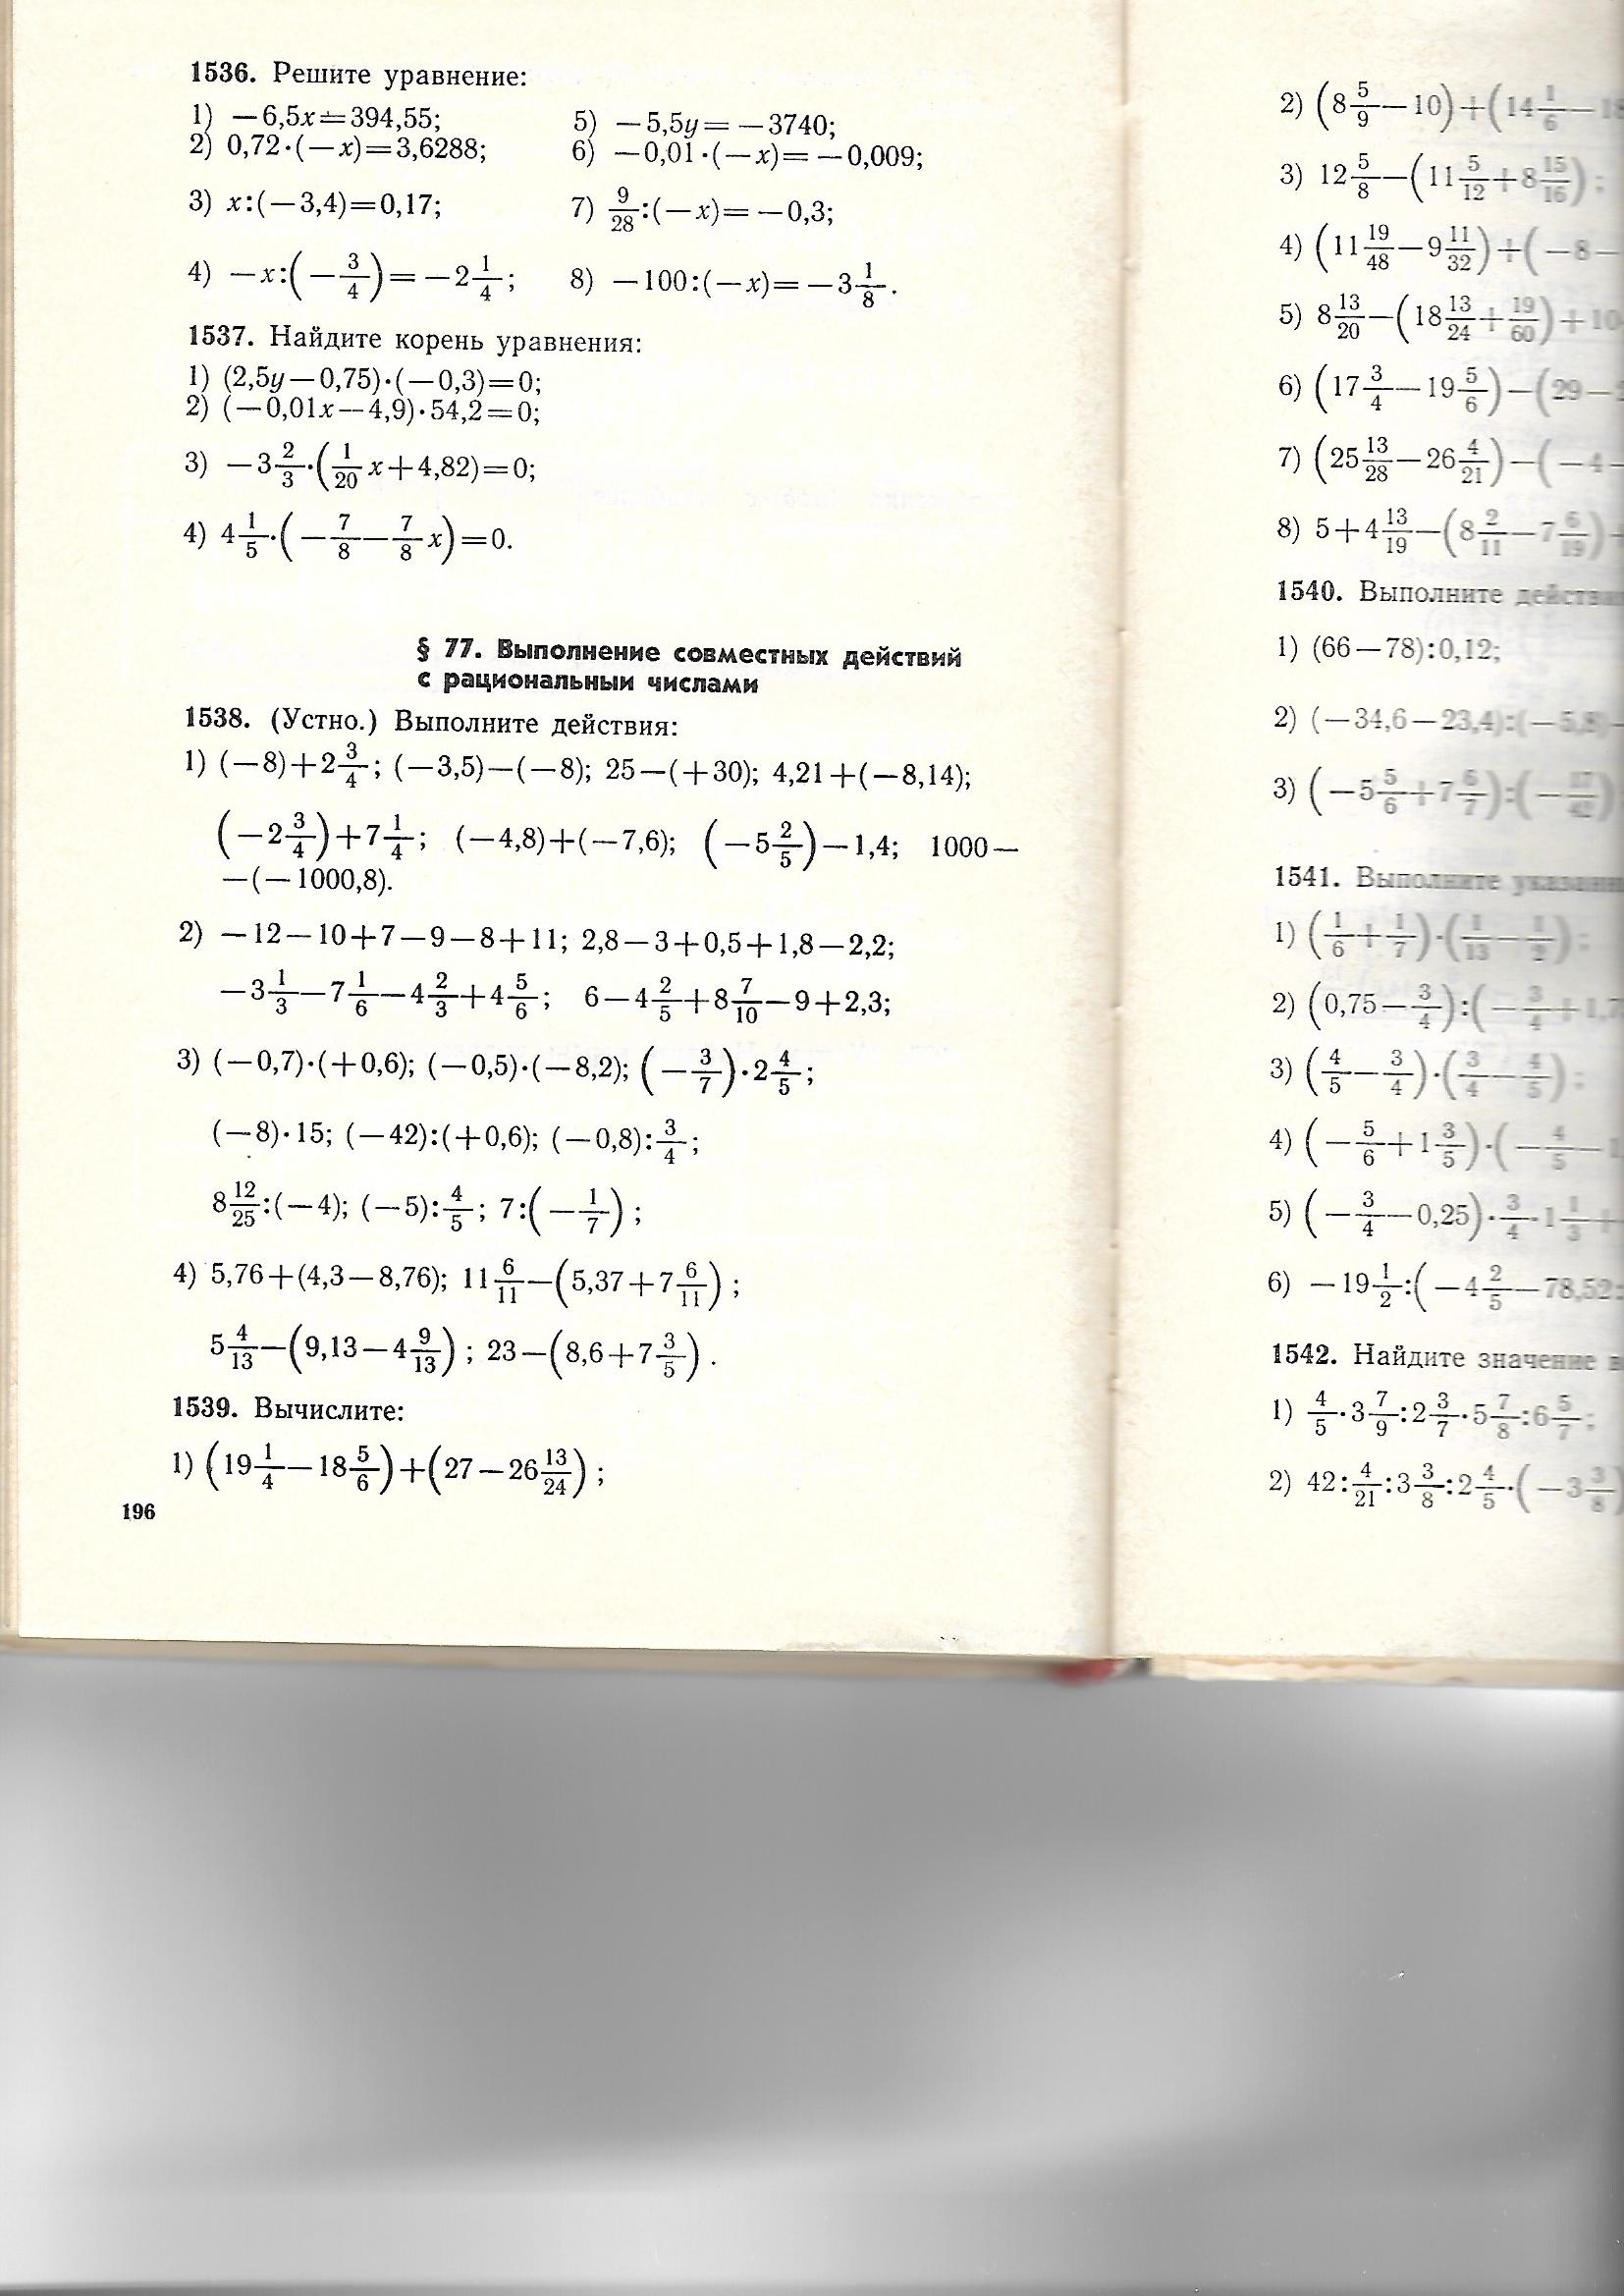 1536. Решите уравнение:
1) −6,5x=394,55; 5) −5,5y= −3740;
2) 0,72·(−x)=3,6288; 6) −0,01·(−x)= −0,009;
3) x:(−3,4)=0,17; 7) 9/28:(−x)= −0,3;
4) −x:(−3/4)= −2 1/4; 8) −100:(−x)= −3 1/8.
1537. Найдите корень уравнения:
1) (2,5y−0,75)·(−0,3)=0;
2) (−0,01x−4,9)·54,2=0;
3) −3 2/3·(1/20 x+4,82)=0;
4) 4 1/5·(−7/8−7/8 x)=0.
§ 77. Выполнение совместных действий
с рациональныи числами
1538. (Устно.) Выполните действия:
1) (−8)+2 3/4; (−3,5)−(−8); 25−(+30); 4,21+(−8,14);
(−2 3/4)+7 1/4; (−4,8)+(−7,6); (−5 2/5)−1,4; 1000−
−(−1000,8).
2) −12−10+7−9−8+11; 2,8−3+0,5+1,8−2,2;
−3 1/3−7 1/6−4 2/3+4 5/6; 6−4 2/5+8 7/10−9+2,3;
3) (−0,7)·(+0,6); (−0,5)·(−8,2); (−3/7)·2 4/5;
(−8)·15; (−42):(+0,6); (−0,8):3/4;
8 12/25:(−4); (−5):4/5; 7:(−1/7);
4) 5,76+(4,3−8,76); 11 6/11−(5,37+7 6/11);
5 4/13−(9,13−4 9/13); 23−(8,6+7 3/5).
1539. Вычислите:
1) (19 1/4−18 5/6)+(27−26 13/24);
196
2) (8 5/9−10)+(14 1/6−
3) 12 5/8−(11 5/12+8 15/16);
4) (11 19/48−9 11/32)+(−8−
5) 8 13/20−(18 13/24+19/60)+10
6) (17 3/4−19 5/6)−(29−
7) (25 13/28−26 4/21)−(−4−
8) 5+4 13/19−(8 2/11−7 6/19)
1540. Выполните
1) (66−78):0,12;
2) (−34,6−23,4):(−5,8)
3) (−5 5/6+7 6/7):(−17/42)
1541. Выполните
1) (1/6+1/7)·(1/13−1/2);
2) (0,75−3/4):(−3/4+1,7
3) (4/5−3/4)·(3/4−4/5);
4) (−5/6+1 3/5)·(−4/5−1
5) (−3/4−0,25)·3/4·1 1/3+
6) −19 1/2:(−4 2/5−78,52:
1542. Найдите значение
1) 4/5·3 7/9:2 3/7·5 7/8:6 5/7;
2) 42:4/21:3 3/8:2 4/5·(−3 3/8)